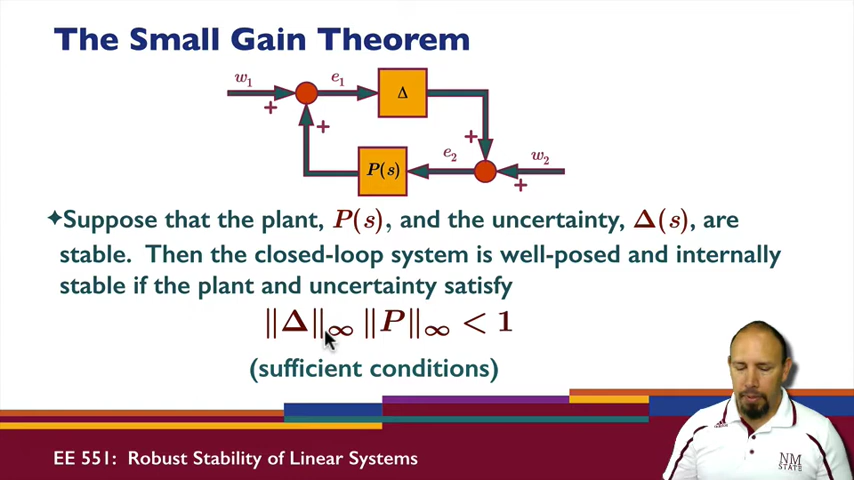 The Small Gain Theorem
w₁ e₁ Δ
+ + +
P(s) e₂ w₂
+
✦Suppose that the plant, P(s), and the uncertainty, Δ(s), are
stable. Then the closed-loop system is well-posed and internally
stable if the plant and uncertainty satisfy
‖Δ‖∞ ‖P‖∞ < 1
(sufficient conditions)
EE 551: Robust Stability of Linear Systems
NM
STATE